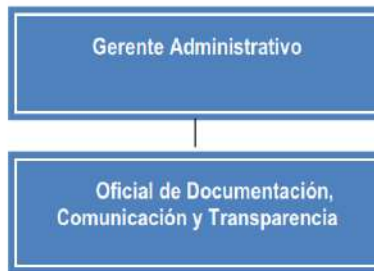 Gerente Administrativo
Oficial de Documentación,
Comunicación y Transparencia